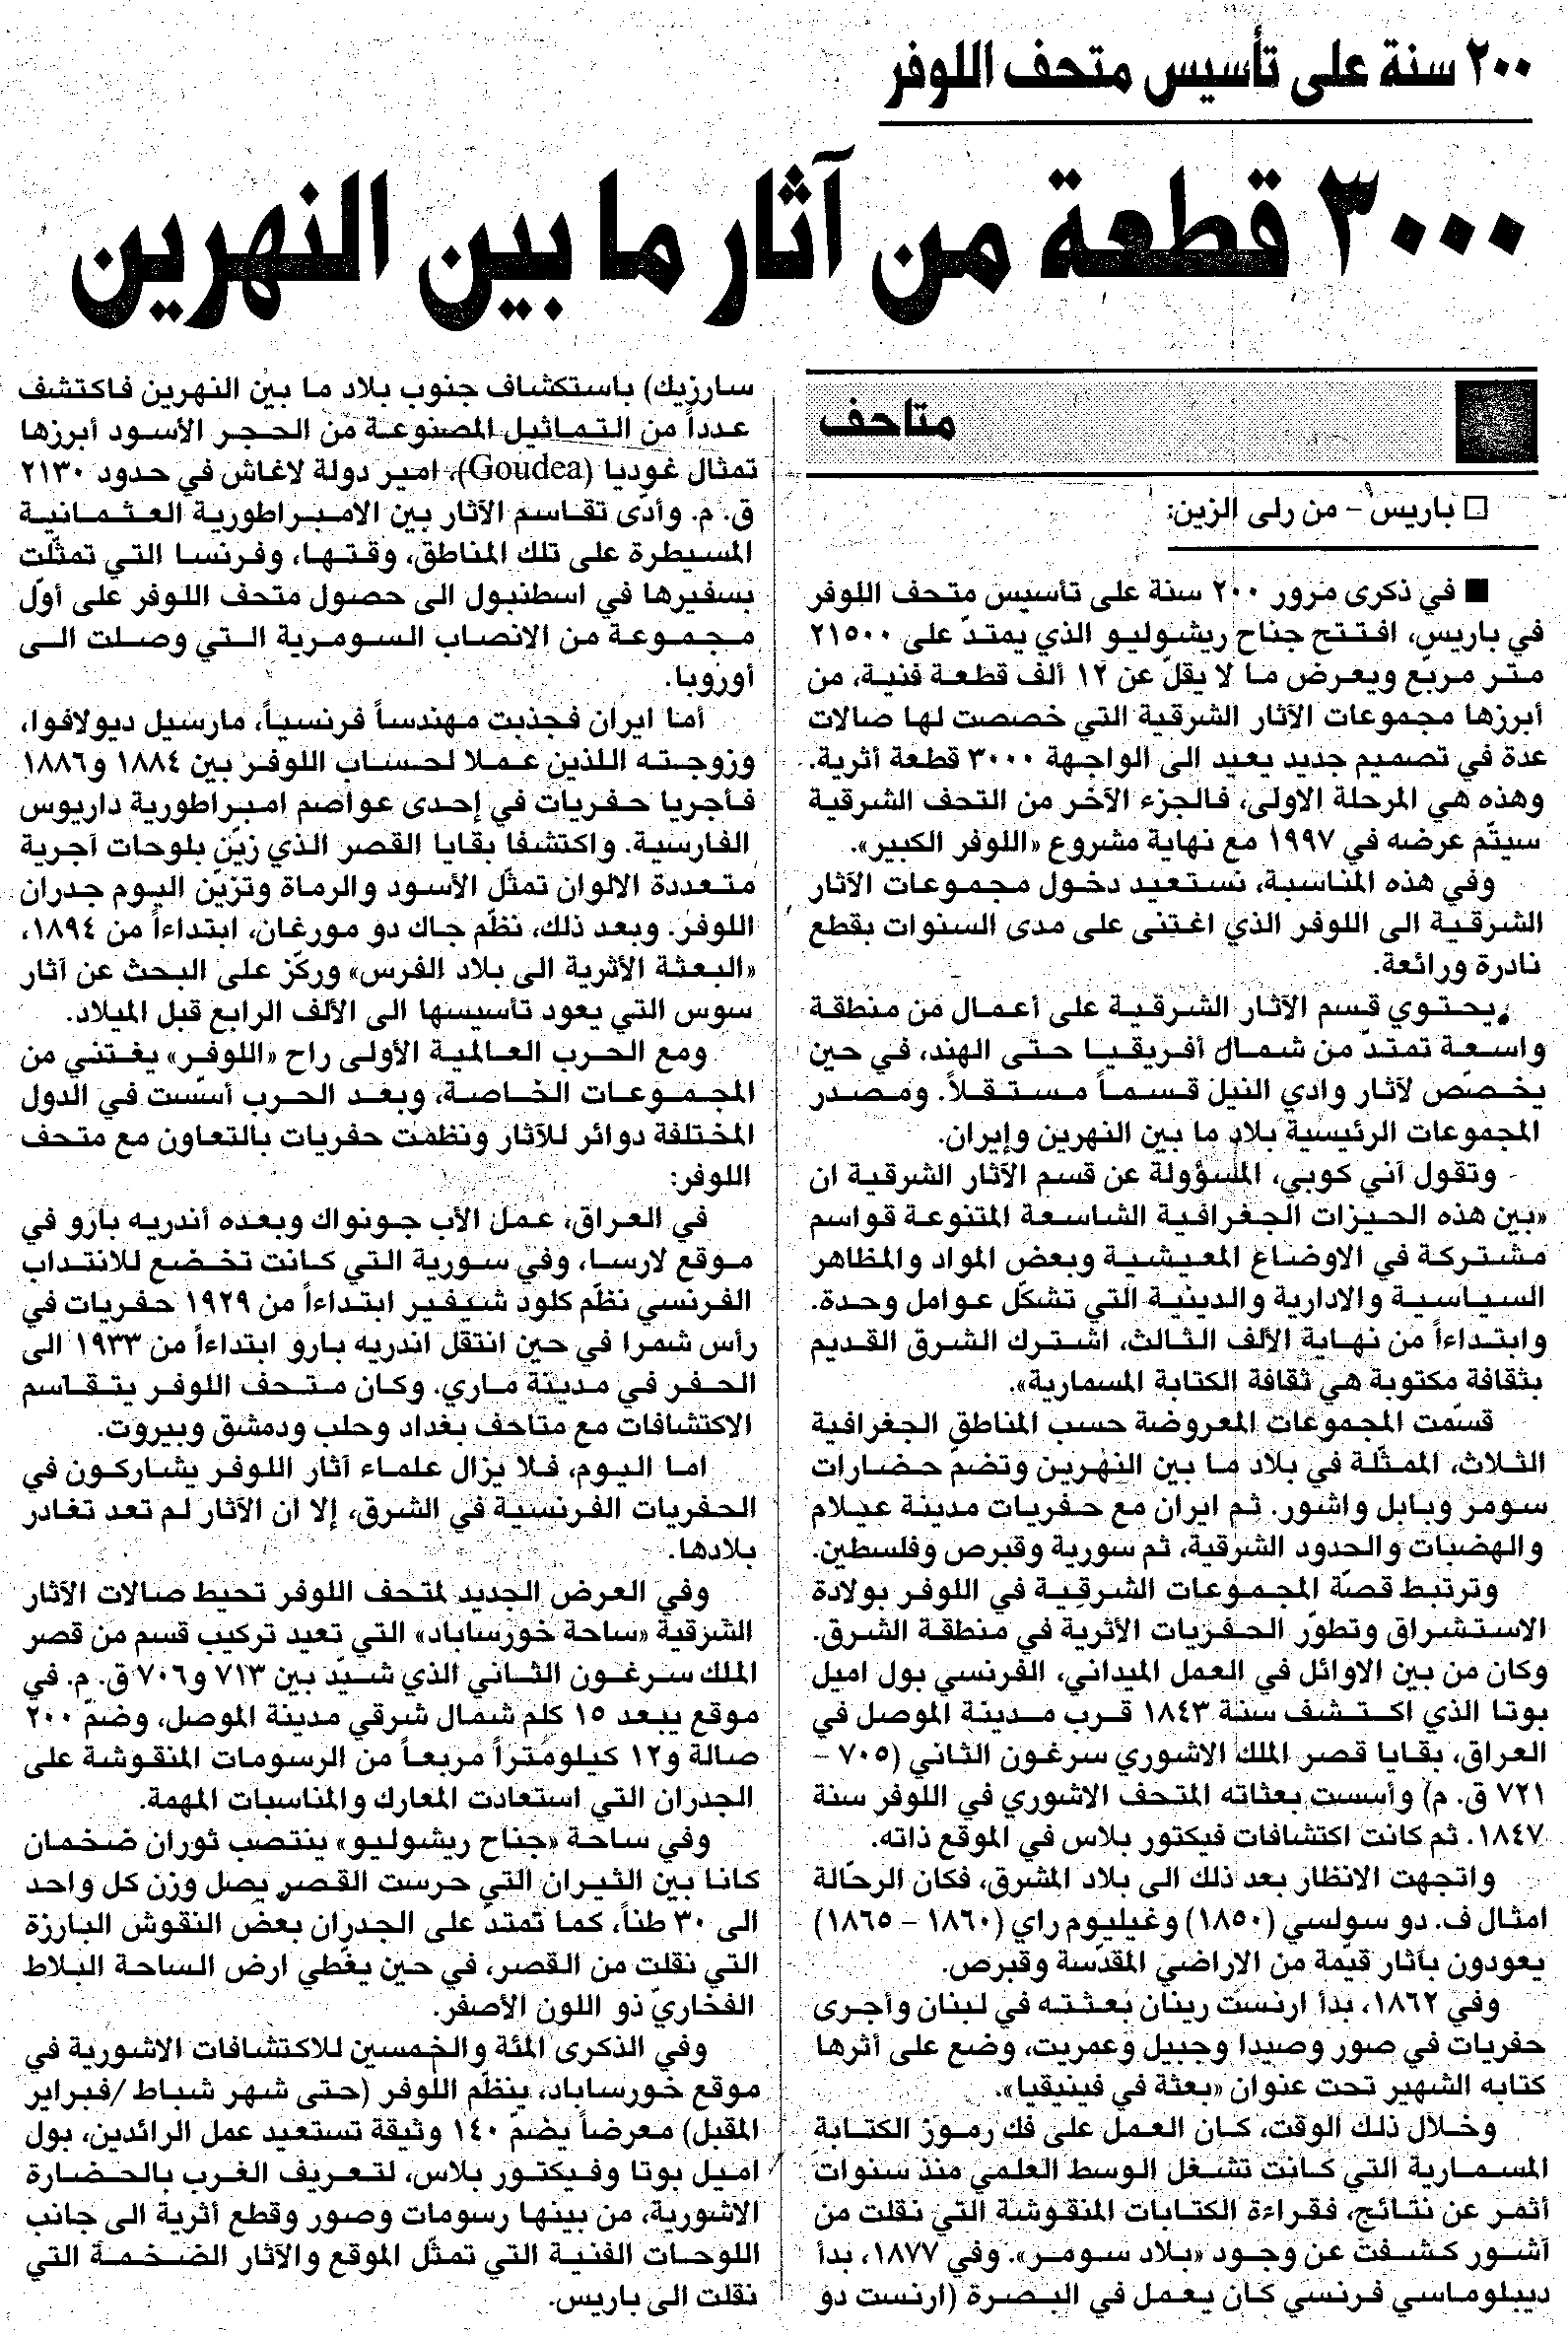 ٢٠٠ سنة على تأسيس متحف اللوفر
٣٠٠٠ قطعة من آثار ما بين النهرين
متاحف
□ باريس - من رلى الزين:
■ في ذكرى مرور ٢٠٠ سنة على تأسيس متحف اللوفر
في باريس، افتتح جناح ريشوليو الذي يمتدّ على ٢١٥٠٠
متر مربّع ويعرض ما لا يقلّ عن ١٢ ألف قطعة فنية، من
أبرزها مجموعات الآثار الشرقية التي خصصت لها صالات
عدة في تصميم جديد يعيد الى الواجهة ٣٠٠٠ قطعة أثرية.
وهذه هي المرحلة الاولى، فالجزء الآخر من التحف الشرقية
سيتّم عرضه في ١٩٩٧ مع نهاية مشروع «اللوفر الكبير».
وفي هذه المناسبة، نستعيد دخول مجموعات الآثار
الشرقية الى اللوفر الذي اغتنى على مدى السنوات بقطع
نادرة ورائعة.
يحتوي قسم الآثار الشرقية على أعمال من منطقة
واسعة تمتدّ من شمال أفريقيا حتى الهند، في حين
يخصّص لآثار وادي النيل قسماً مستقلاً. ومصدر
المجموعات الرئيسية بلاد ما بين النهرين وإيران.
وتقول آني كوبي، المسؤولة عن قسم الآثار الشرقية ان
«بين هذه الحيزات الجغرافية الشاسعة المتنوعة قواسم
مشتركة في الاوضاع المعيشية وبعض المواد والمظاهر
السياسية والادارية والدينية التي تشكّل عوامل وحدة.
وابتداءاً من نهاية الألف الثالث، اشترك الشرق القديم
بثقافة مكتوبة هي ثقافة الكتابة المسمارية».
قسّمت المجموعات المعروضة حسب المناطق الجغرافية
الثلاث، الممثّلة في بلاد ما بين النهرين وتضمّ حضارات
سومر وبابل واشور. ثم ايران مع حفريات مدينة عيلام
والهضبات والحدود الشرقية، ثم سورية وقبرص وفلسطين.
وترتبط قصّة المجموعات الشرقية في اللوفر بولادة
الاستشراق وتطوّر الحفريات الأثرية في منطقة الشرق.
وكان من بين الاوائل في العمل الميداني، الفرنسي بول اميل
بوتا الذي اكتشف سنة ١٨٤٣ قرب مدينة الموصل في
العراق، بقايا قصر الملك الاشوري سرغون الثاني (٧٠٥ -
٧٢١ ق. م) وأسست بعثاته المتحف الاشوري في اللوفر سنة
١٨٤٧. ثم كانت اكتشافات فيكتور بلاس في الموقع ذاته.
واتجهت الانظار بعد ذلك الى بلاد المشرق، فكان الرحّالة
امثال ف. دو سولسي (١٨٥٠) وغيليوم راي (١٨٦٠ - ١٨٦٥)
يعودون بآثار قيّمة من الاراضي المقدّسة وقبرص.
وفي ١٨٦٢، بدأ ارنست رينان بعثته في لبنان وأجرى
حفريات في صور وصيدا وجبيل وعمريت، وضع على أثرها
كتابه الشهير تحت عنوان «بعثة في فينيقيا».
وخلال ذلك الوقت، كان العمل على فك رموز الكتابة
المسمارية التي كانت تشغل الوسط العلمي منذ سنوات
أثمر عن نتائج، فقراءة الكتابات المنقوشة التي نقلت من
آشور كشفت عن وجود «بلاد سومر». وفي ١٨٧٧، بدأ
ديبلوماسي فرنسي كان يعمل في البصرة (ارنست دو
سارزيك) باستكشاف جنوب بلاد ما بين النهرين فاكتشف
عدداً من التماثيل المصنوعة من الحجر الأسود أبرزها
تمثال غوديا (Goudea)، امير دولة لاغاش في حدود ٢١٣٠
ق. م. وأدّى تقاسم الآثار بين الامبراطورية العثمانية
المسيطرة على تلك المناطق، وقتها، وفرنسا التي تمثّلت
بسفيرها في اسطنبول الى حصول متحف اللوفر على أوّل
مجموعة من الانصاب السومرية التي وصلت الى
أوروبا.
أما ايران فجذبت مهندساً فرنسياً، مارسيل ديولافوا،
وزوجته اللذين عملا لحساب اللوفر بين ١٨٨٤ و١٨٨٦
فأجريا حفريات في إحدى عواصم امبراطورية داريوس
الفارسية. واكتشفا بقايا القصر الذي زيّن بلوحات آجرية
متعددة الالوان تمثّل الأسود والرماة وتزيّن اليوم جدران
اللوفر. وبعد ذلك، نظّم جاك دو مورغان، ابتداءاً من ١٨٩٤،
«البعثة الأثرية الى بلاد الفرس» وركّز على البحث عن آثار
سوس التي يعود تأسيسها الى الألف الرابع قبل الميلاد.
ومع الحرب العالمية الأولى راح «اللوفر» يغتني من
المجموعات الخاصة، وبعد الحرب أسّست في الدول
المختلفة دوائر للآثار ونظمت حفريات بالتعاون مع متحف
اللوفر:
في العراق، عمل الأب جونواك وبعده أندريه بارو في
موقع لارسا، وفي سورية التي كانت تخضع للانتداب
الفرنسي نظّم كلود شيفير ابتداءاً من ١٩٢٩ حفريات في
رأس شمرا في حين انتقل اندريه بارو ابتداءاً من ١٩٣٣ الى
الحفر في مدينة ماري. وكان متحف اللوفر يتقاسم
الاكتشافات مع متاحف بغداد وحلب ودمشق وبيروت.
اما اليوم، فلا يزال علماء آثار اللوفر يشاركون في
الحفريات الفرنسية في الشرق، إلا ان الآثار لم تعد تغادر
بلادها.
وفي العرض الجديد لمتحف اللوفر تحيط صالات الآثار
الشرقية «ساحة خورساباد» التي تعيد تركيب قسم من قصر
الملك سرغون الثاني الذي شيّد بين ٧١٣ و٧٠٦ ق. م. في
موقع يبعد ١٥ كلم شمال شرقي مدينة الموصل، وضمّ ٢٠٠
صالة و١٢ كيلومتراً مربعاً من الرسومات المنقوشة على
الجدران التي استعادت المعارك والمناسبات المهمة.
وفي ساحة «جناح ريشوليو» ينتصب ثوران ضخمان
كانا بين الثيران التي حرست القصر يصل وزن كل واحد
الى ٣٠ طناً، كما تمتدّ على الجدران بعض النقوش البارزة
التي نقلت من القصر، في حين يغطي ارض الساحة البلاط
الفخاريّ ذو اللون الأصفر.
وفي الذكرى المئة والخمسين للاكتشافات الاشورية في
موقع خورساباد، ينظّم اللوفر (حتى شهر شباط /فبراير
المقبل) معرضاً يضمّ ١٤٠ وثيقة تستعيد عمل الرائدين، بول
اميل بوتا وفيكتور بلاس، لتعريف الغرب بالحضارة
الاشورية، من بينها رسومات وصور وقطع أثرية الى جانب
اللوحات الفنية التي تمثّل الموقع والآثار الضخمة التي
نقلت الى باريس.